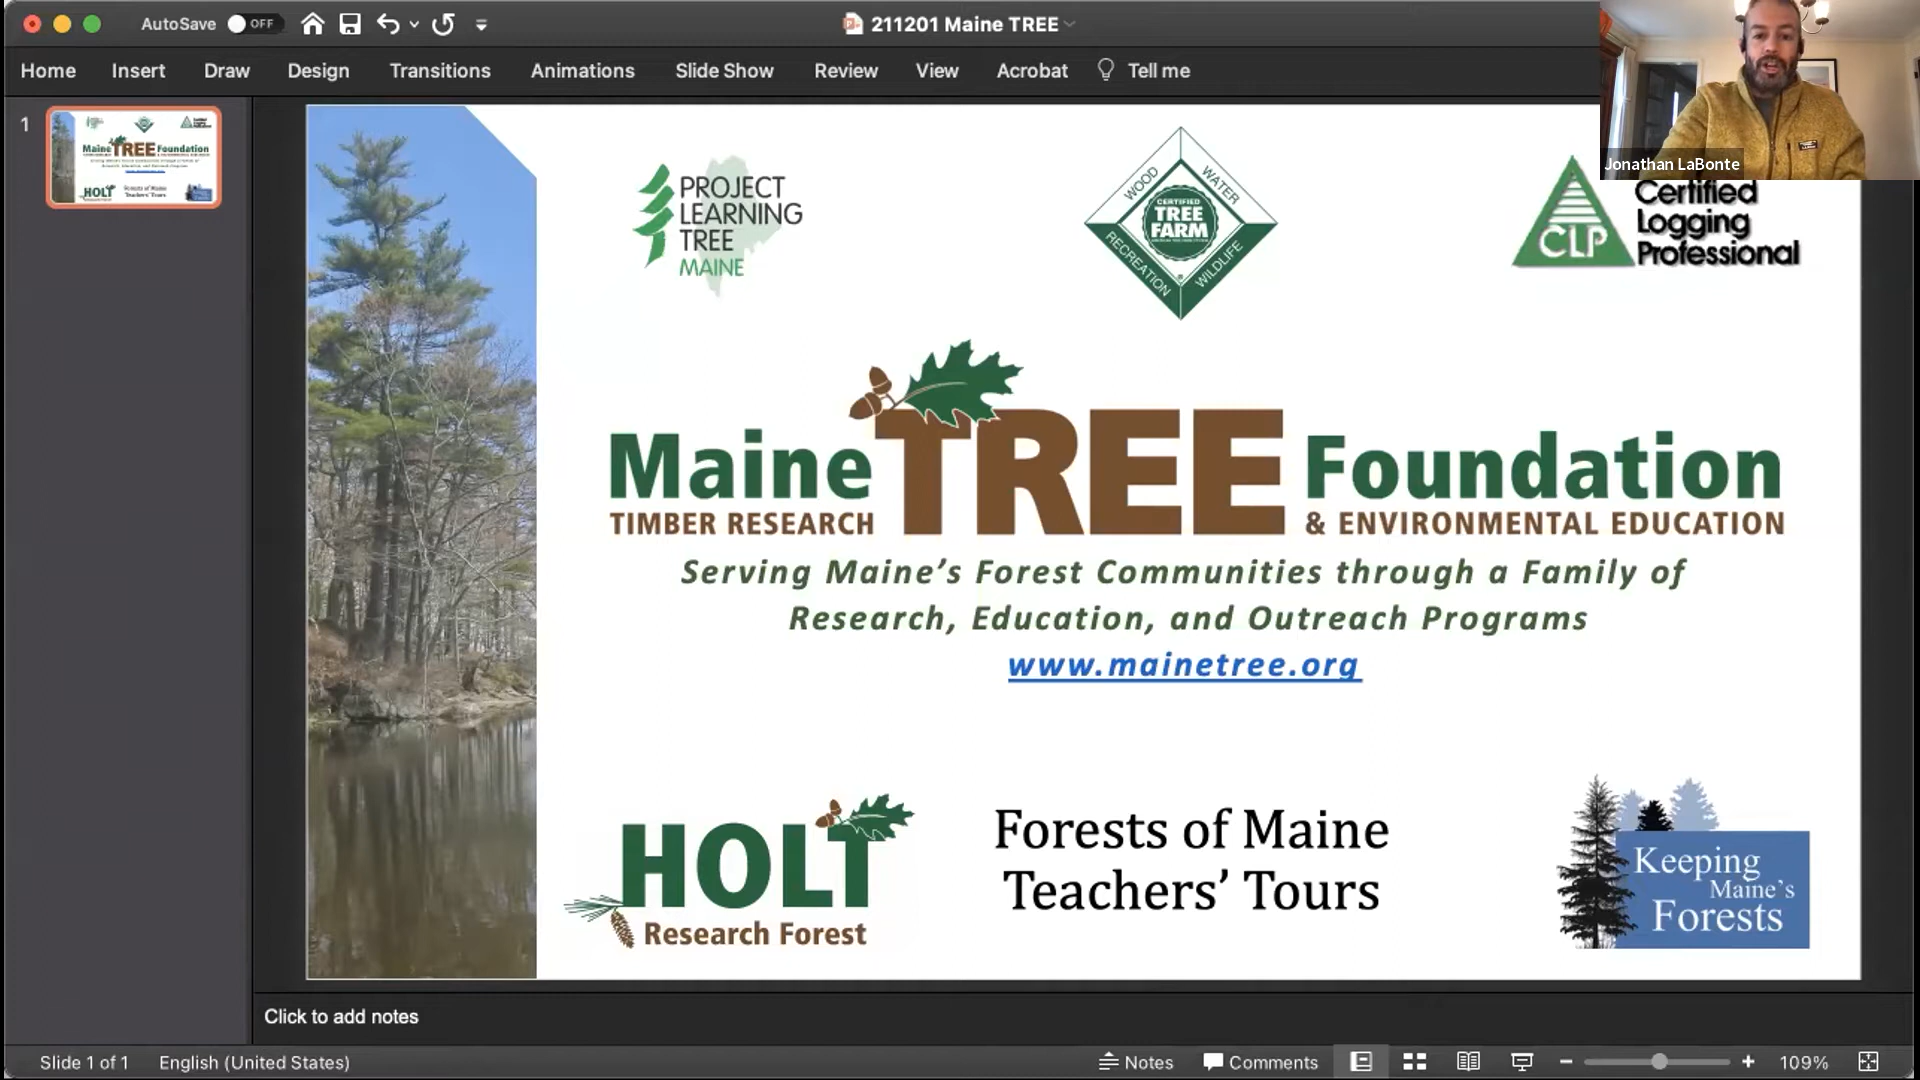 AutoSave
OFF
211201 Maine TREE
Home Insert Draw Design Transitions Animations Slide Show Review View Acrobat Tell me
Jonathan LaBonte
1
PROJECT
LEARNING
TREE
MAINE
WOOD
WATER
CERTIFIED
TREE
FARM
RECREATION
WILDLIFE
CLP
Certified
Logging
Professional
Maine TREE Foundation
TIMBER RESEARCH & ENVIRONMENTAL EDUCATION
Serving Maine’s Forest Communities through a Family of
Research, Education, and Outreach Programs
www.mainetree.org
HOLT
Research Forest
Forests of Maine
Teachers’ Tours
Keeping
Maine's
Forests
Click to add notes
Slide 1 of 1 English (United States) Notes Comments 109%